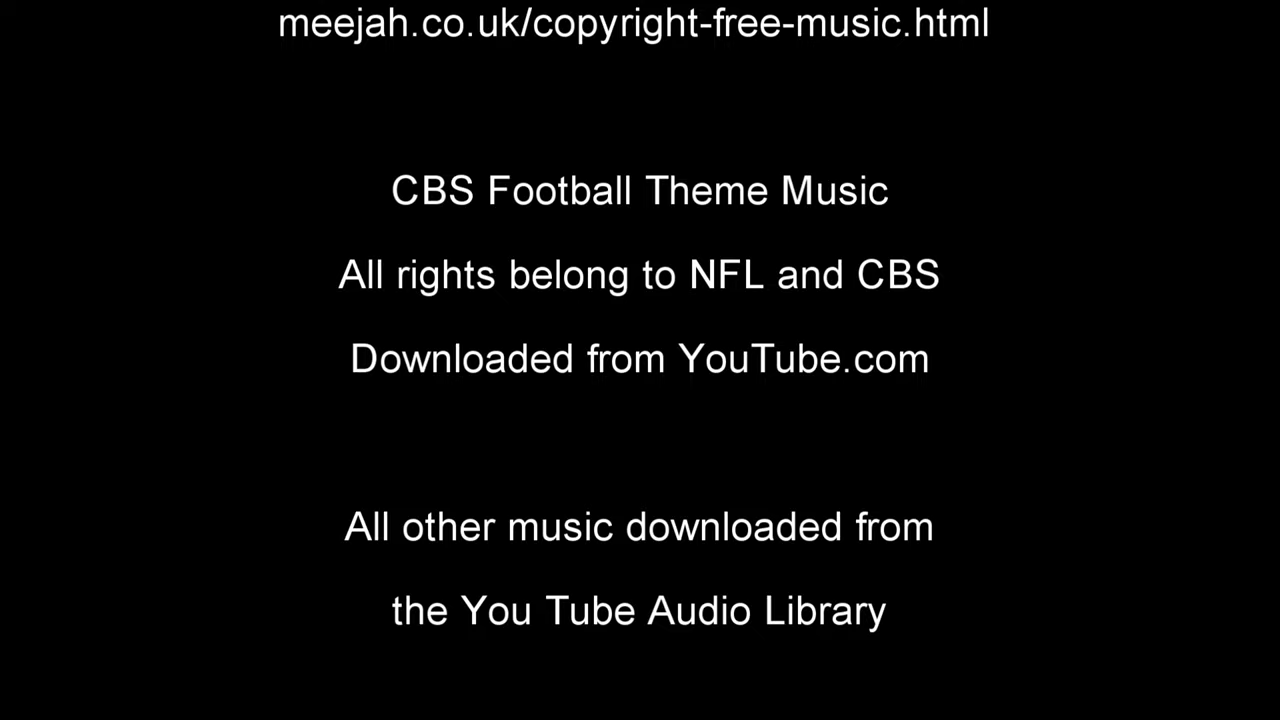 meejah.co.uk/copyright-free-music.html
CBS Football Theme Music
All rights belong to NFL and CBS
Downloaded from YouTube.com
All other music downloaded from
the You Tube Audio Library